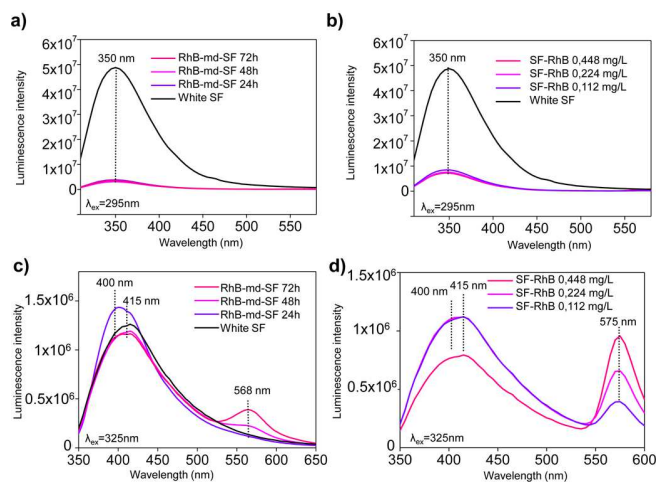 a)
Luminescence intensity
6x10⁷
5x10⁷
4x10⁷
3x10⁷
2x10⁷
1x10⁷
0
350 nm
RhB-md-SF 72h
RhB-md-SF 48h
RhB-md-SF 24h
White SF
λex=295nm
350 400 450 500 550
Wavelength (nm)
b)
Luminescence intensity
6x10⁷
5x10⁷
4x10⁷
3x10⁷
2x10⁷
1x10⁷
0
350 nm
SF-RhB 0,448 mg/L
SF-RhB 0,224 mg/L
SF-RhB 0,112 mg/L
White SF
λex=295nm
350 400 450 500 550
Wavelength (nm)
c)
Luminescence intensity
1.5x10⁶
1.0x10⁶
0.5x10⁶
0
400 nm
415 nm
RhB-md-SF 72h
RhB-md-SF 48h
RhB-md-SF 24h
White SF
568 nm
λex=325nm
350 400 450 500 550 600 650
Wavelength (nm)
d)
Luminescence intensity
1.5x10⁶
1.0x10⁶
0.5x10⁶
0
400 nm
415 nm
SF-RhB 0,448 mg/L
SF-RhB 0,224 mg/L
SF-RhB 0,112 mg/L
575 nm
λex=325nm
350 400 450 500 550 600
Wavelength (nm)